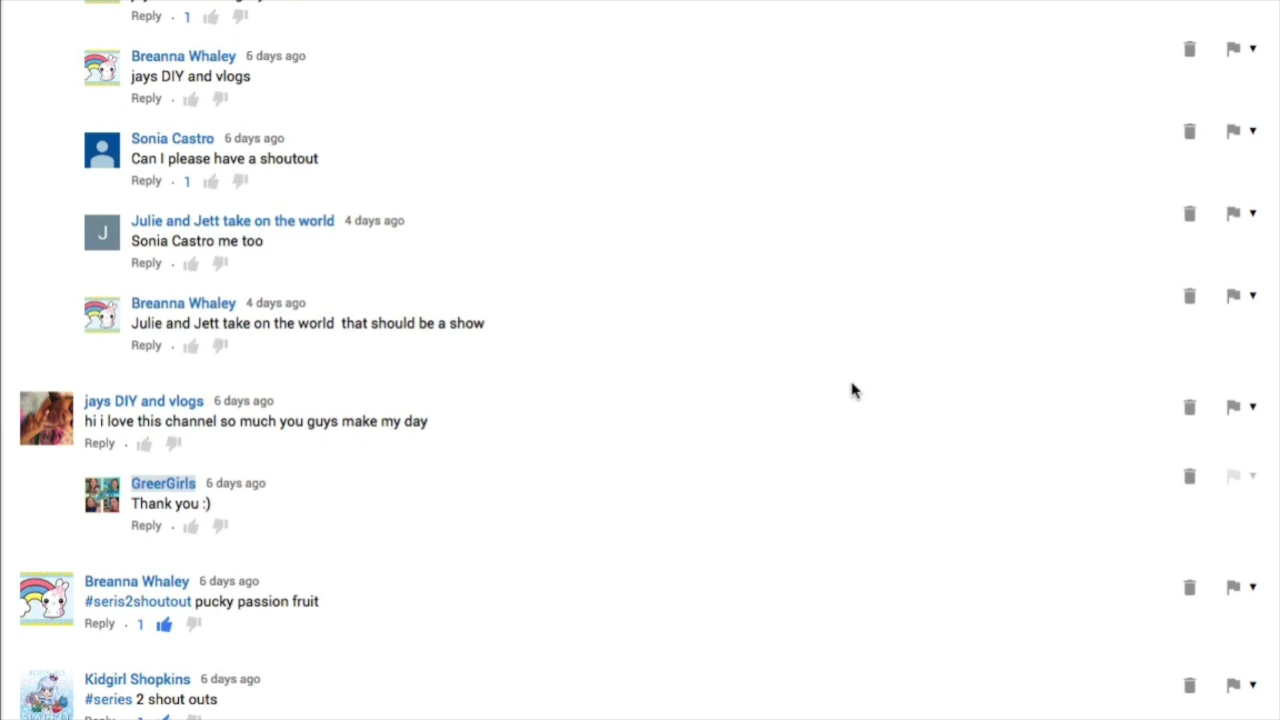 Reply . 1
Breanna Whaley 6 days ago
jays DIY and vlogs
Reply .
Sonia Castro 6 days ago
Can I please have a shoutout
Reply . 1
J
Julie and Jett take on the world 4 days ago
Sonia Castro me too
Reply .
Breanna Whaley 4 days ago
Julie and Jett take on the world that should be a show
Reply .
jays DIY and vlogs 6 days ago
hi i love this channel so much you guys make my day
Reply .
GreerGirls 6 days ago
Thank you :)
Reply .
Breanna Whaley 6 days ago
#seris2shoutout pucky passion fruit
Reply . 1
Kidgirl Shopkins 6 days ago
#series 2 shout outs